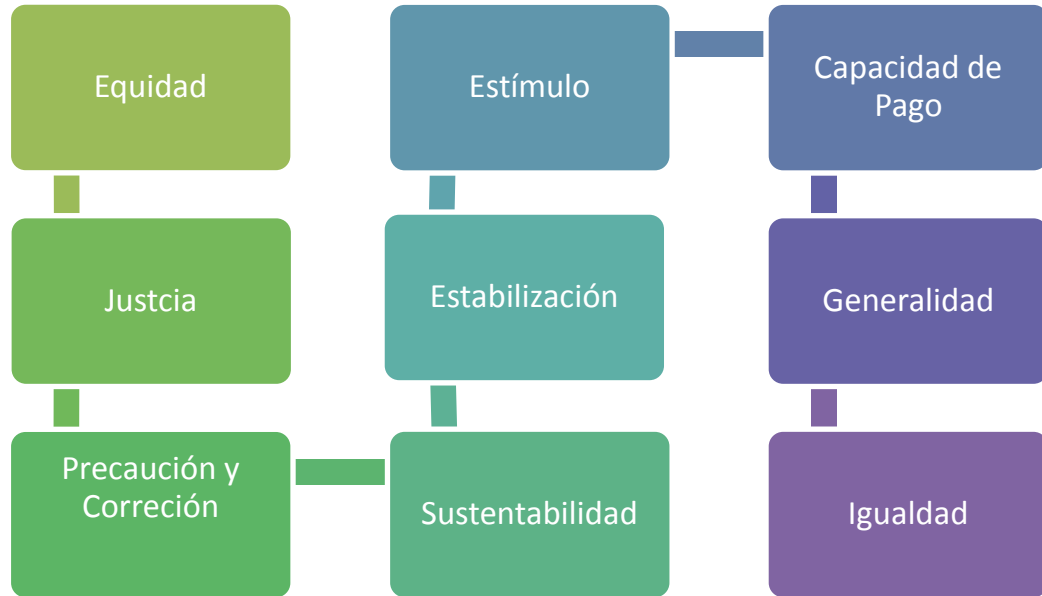 Equidad
Justcia
Precaución y
Correción
Sustentabilidad
Estabilización
Estímulo
Capacidad de
Pago
Generalidad
Igualdad